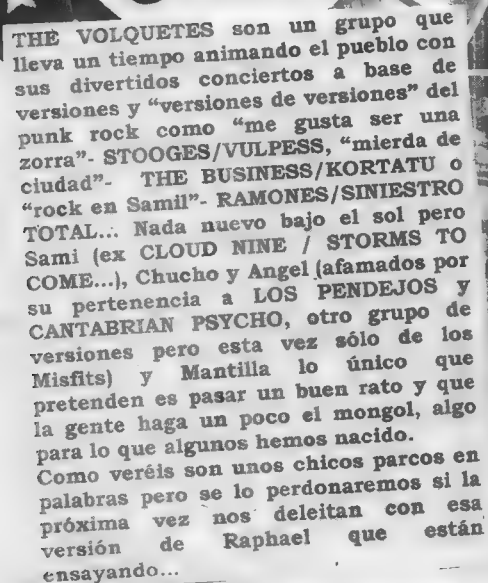 THE VOLQUETES son un grupo que
lleva un tiempo animando el pueblo con
sus divertidos conciertos a base de
versiones y “versiones de versiones” del
punk rock como “me gusta ser una
zorra”- STOOGES/VULPESS, “mierda de
ciudad”- THE BUSINESS/KORTATU o
“rock en Samil”- RAMONES/SINIESTRO
TOTAL... Nada nuevo bajo el sol pero
Sami (ex CLOUD NINE / STORMS TO
COME...), Chucho y Angel (afamados por
su pertenencia a LOS PENDEJOS y
CANTABRIAN PSYCHO, otro grupo de
versiones pero esta vez sólo de los
Misfits) y Mantilla lo único que
pretenden es pasar un buen rato y que
la gente haga un poco el mongol, algo
para lo que algunos hemos nacido.
Como veréis son unos chicos parcos en
palabras pero se lo perdonaremos si la
próxima vez nos deleitan con esa
versión de Raphael que están
ensayando...